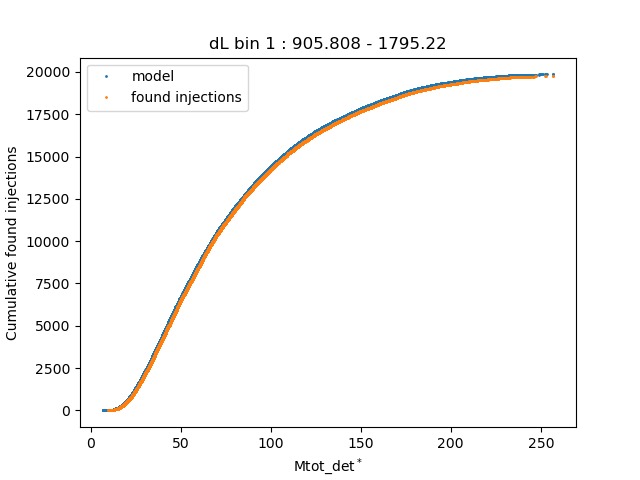 dL bin 1 : 905.808 - 1795.22
model
found injections
Cumulative found injections
20000
17500
15000
12500
10000
7500
5000
2500
0
0 50 100 150 200 250
Mtot_det*